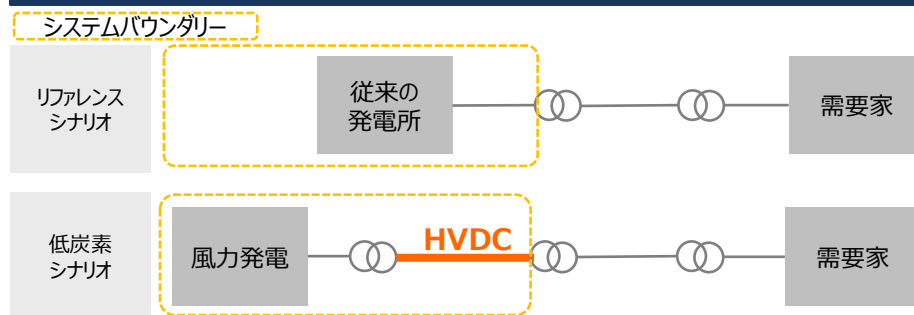 システムバウンダリー
リファレンス
シナリオ
従来の
発電所
需要家
低炭素
シナリオ
風力発電
HVDC
需要家